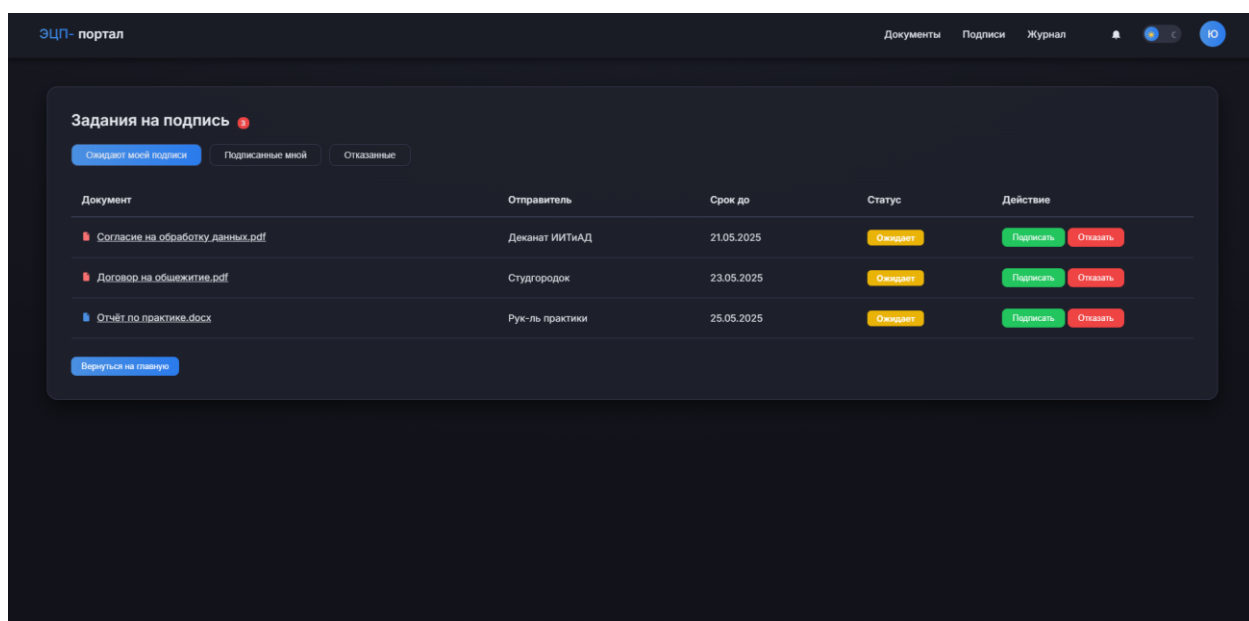 ЭЦП- портал Документы Подписи Журнал Ю
Задания на подпись 3
Ожидают моей подписи Подписанные мной Отказанные
Документ Отправитель Срок до Статус Действие
Согласие на обработку данных.pdf Деканат ИИТиАД 21.05.2025 Ожидает Подписать Отказать
Договор на общежитие.pdf Студгородок 23.05.2025 Ожидает Подписать Отказать
Отчёт по практике.docx Рук-ль практики 25.05.2025 Ожидает Подписать Отказать
Вернуться на главную